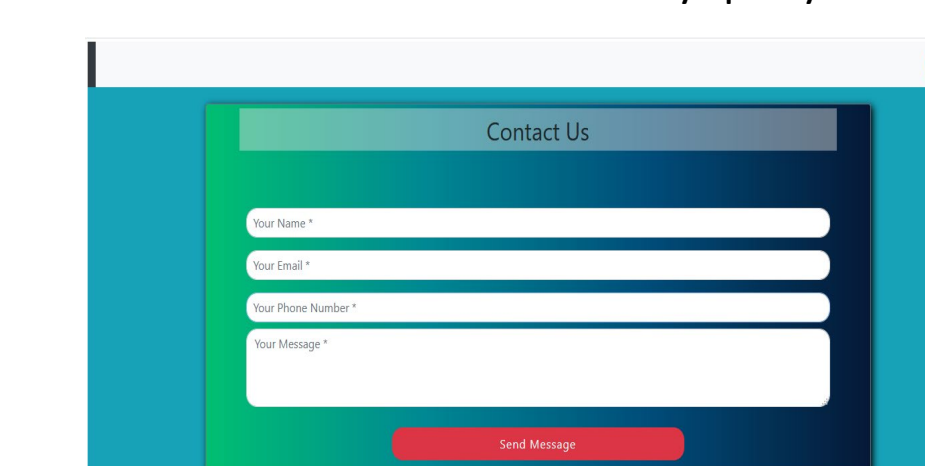 Contact Us
Your Name *
Your Email *
Your Phone Number *
Your Message *
Send Message